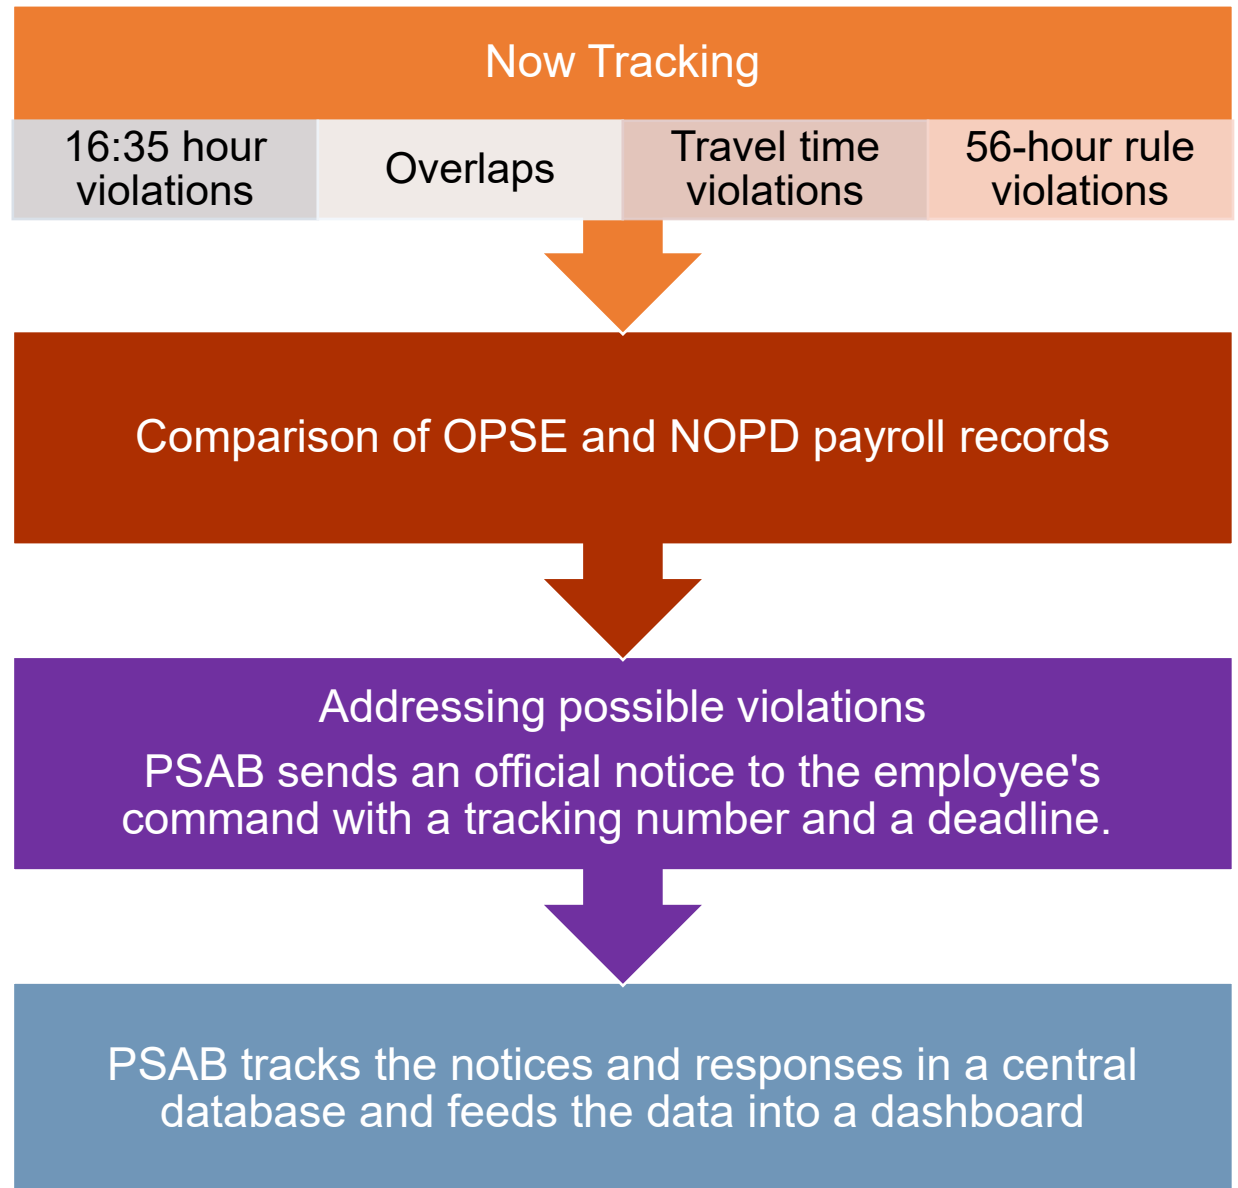 Now Tracking
16:35 hour
violations
Overlaps
Travel time
violations
56-hour rule
violations
Comparison of OPSE and NOPD payroll records
Addressing possible violations
PSAB sends an official notice to the employee's
command with a tracking number and a deadline.
PSAB tracks the notices and responses in a central
database and feeds the data into a dashboard